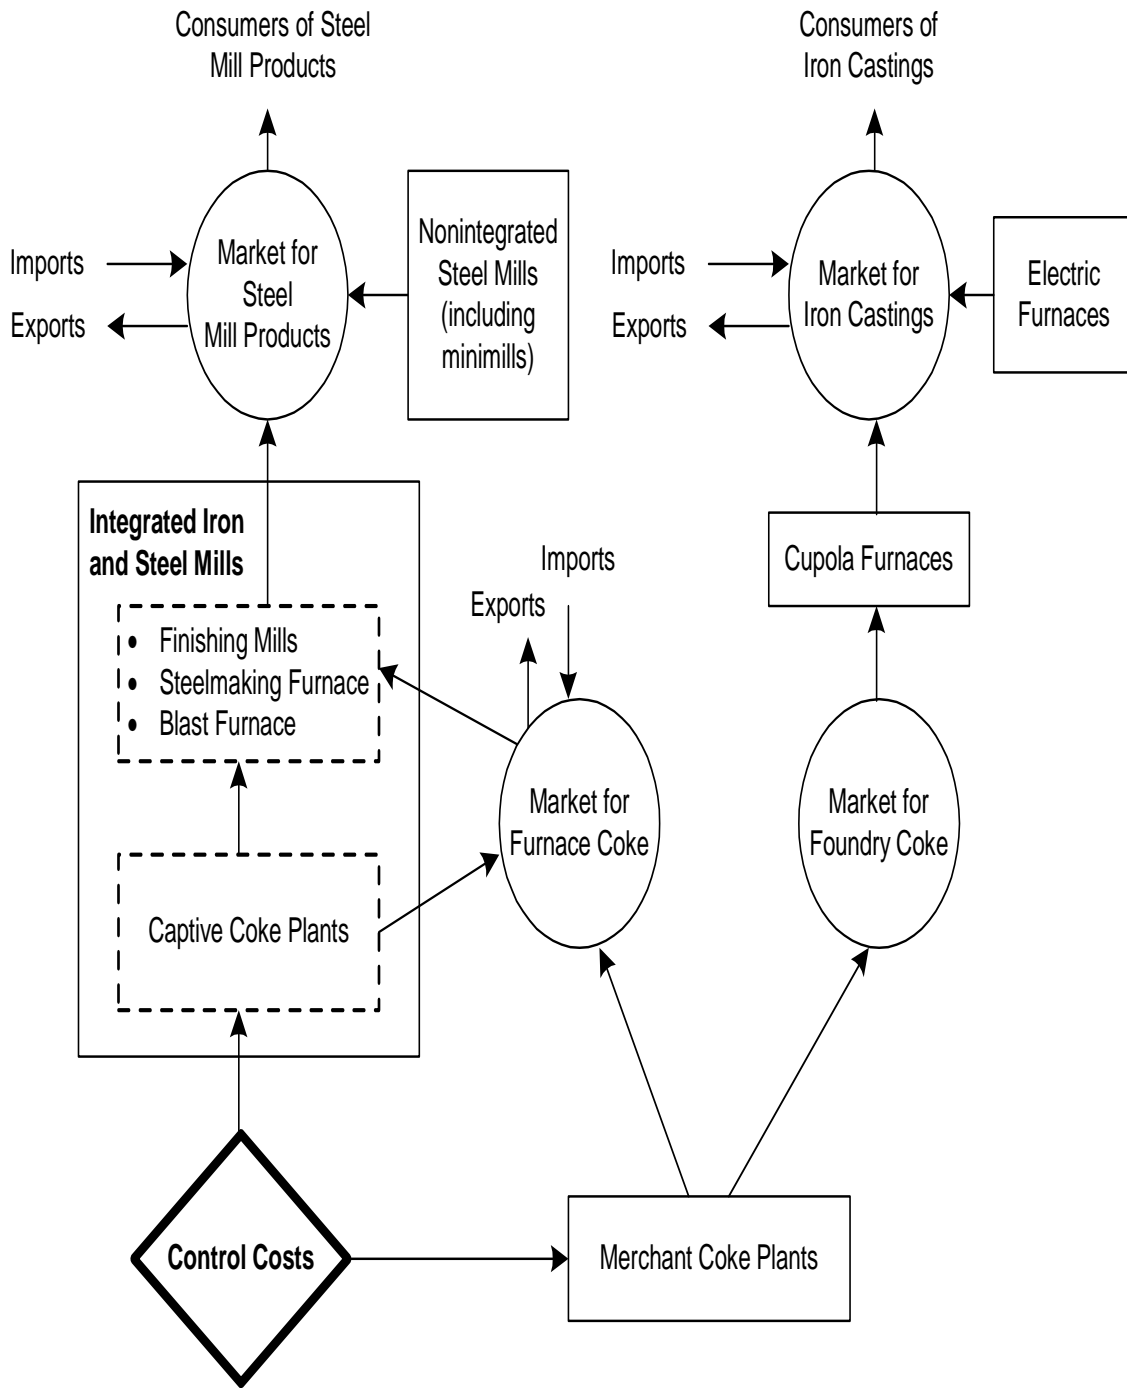 Consumers of Steel
Mill Products
Consumers of
Iron Castings
Imports
Exports
Market for
Steel
Mill Products
Nonintegrated
Steel Mills
(including
minimills)
Imports
Exports
Market for
Iron Castings
Electric
Furnaces
Integrated Iron
and Steel Mills
• Finishing Mills
• Steelmaking Furnace
• Blast Furnace
Imports
Exports
Cupola Furnaces
Market for
Furnace Coke
Market for
Foundry Coke
Captive Coke Plants
Control Costs
Merchant Coke Plants